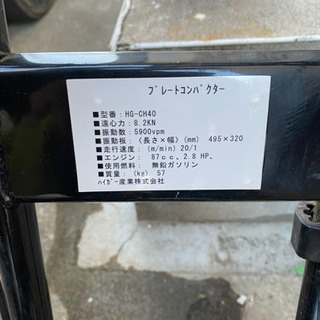 プレートコンパクター
■型番：HG-GH40
■遠心力：8.2KN
■振動数：5900vpm
■振動板：〈長さ×幅〉(mm) 495×320
■走行速度：(m/min) 20/1
■エンジン： 87cc、2.8 HP、
■使用燃料： 無鉛ガソリン
■質量： (kg) 57
ハイガー産業株式会社